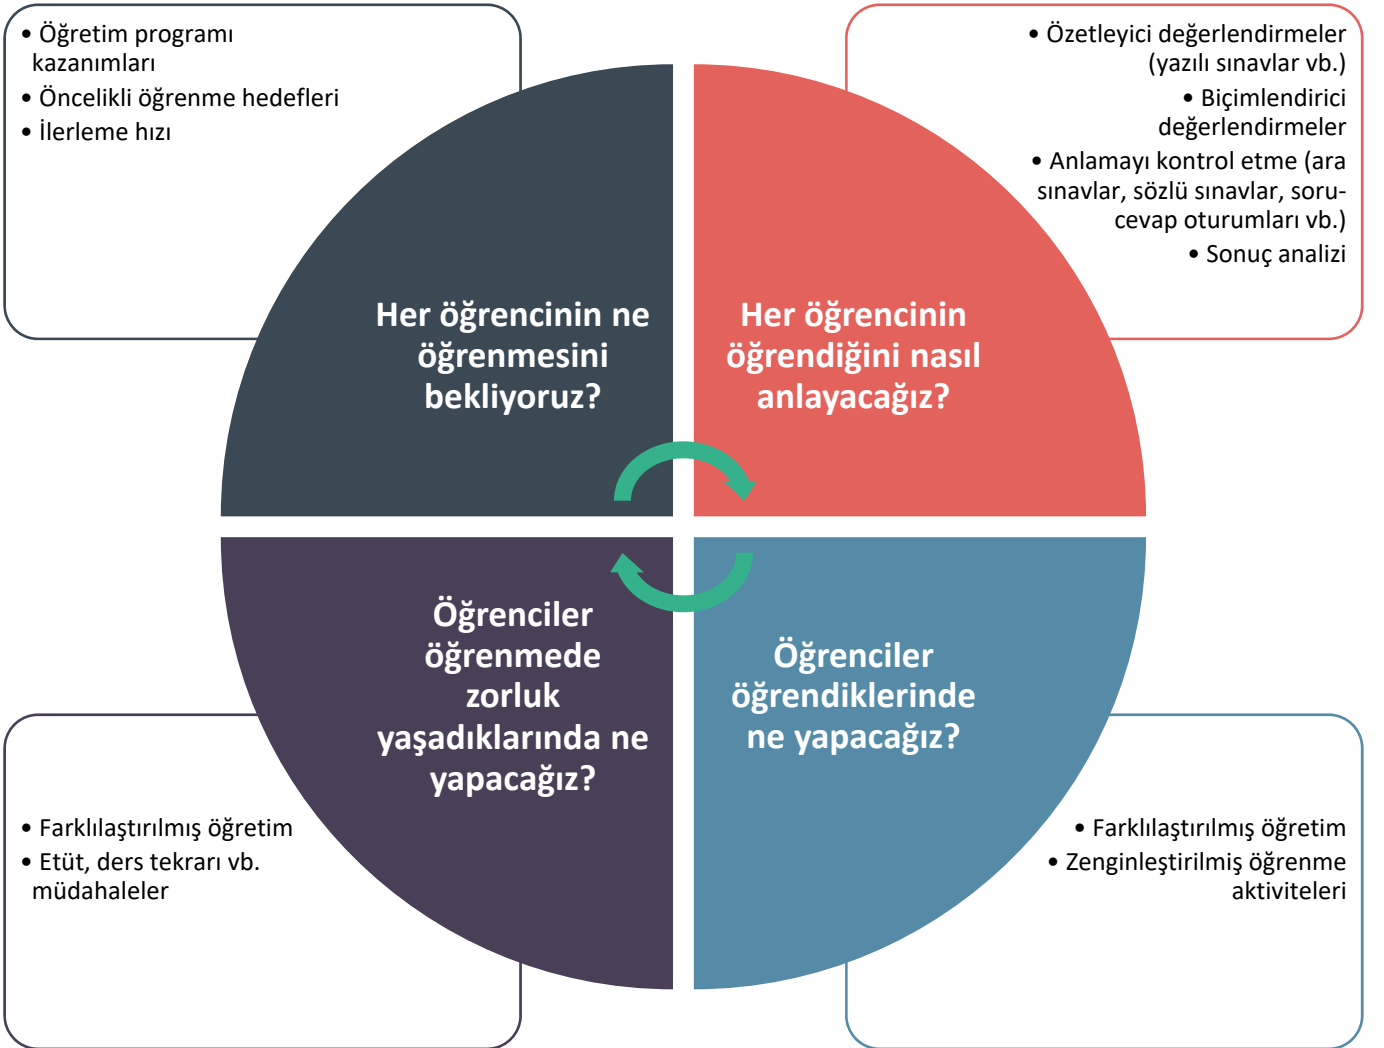 • Öğretim programı
kazanımları
• Öncelikli öğrenme hedefleri
• İlerleme hızı
• Özetleyici değerlendirmeler
(yazılı sınavlar vb.)
• Biçimlendirici
değerlendirmeler
• Anlamayı kontrol etme (ara
sınavlar, sözlü sınavlar, soru-
cevap oturumları vb.)
• Sonuç analizi
Her öğrencinin ne
öğrenmesini
bekliyoruz?
Her öğrencinin
öğrendiğini nasıl
anlayacağız?
Öğrenciler
öğrenmede
zorluk
yaşadıklarında ne
yapacağız?
Öğrenciler
öğrendiklerinde
ne yapacağız?
• Farklılaştırılmış öğretim
• Etüt, ders tekrarı vb.
müdahaleler
• Farklılaştırılmış öğretim
• Zenginleştirilmiş öğrenme
aktiviteleri